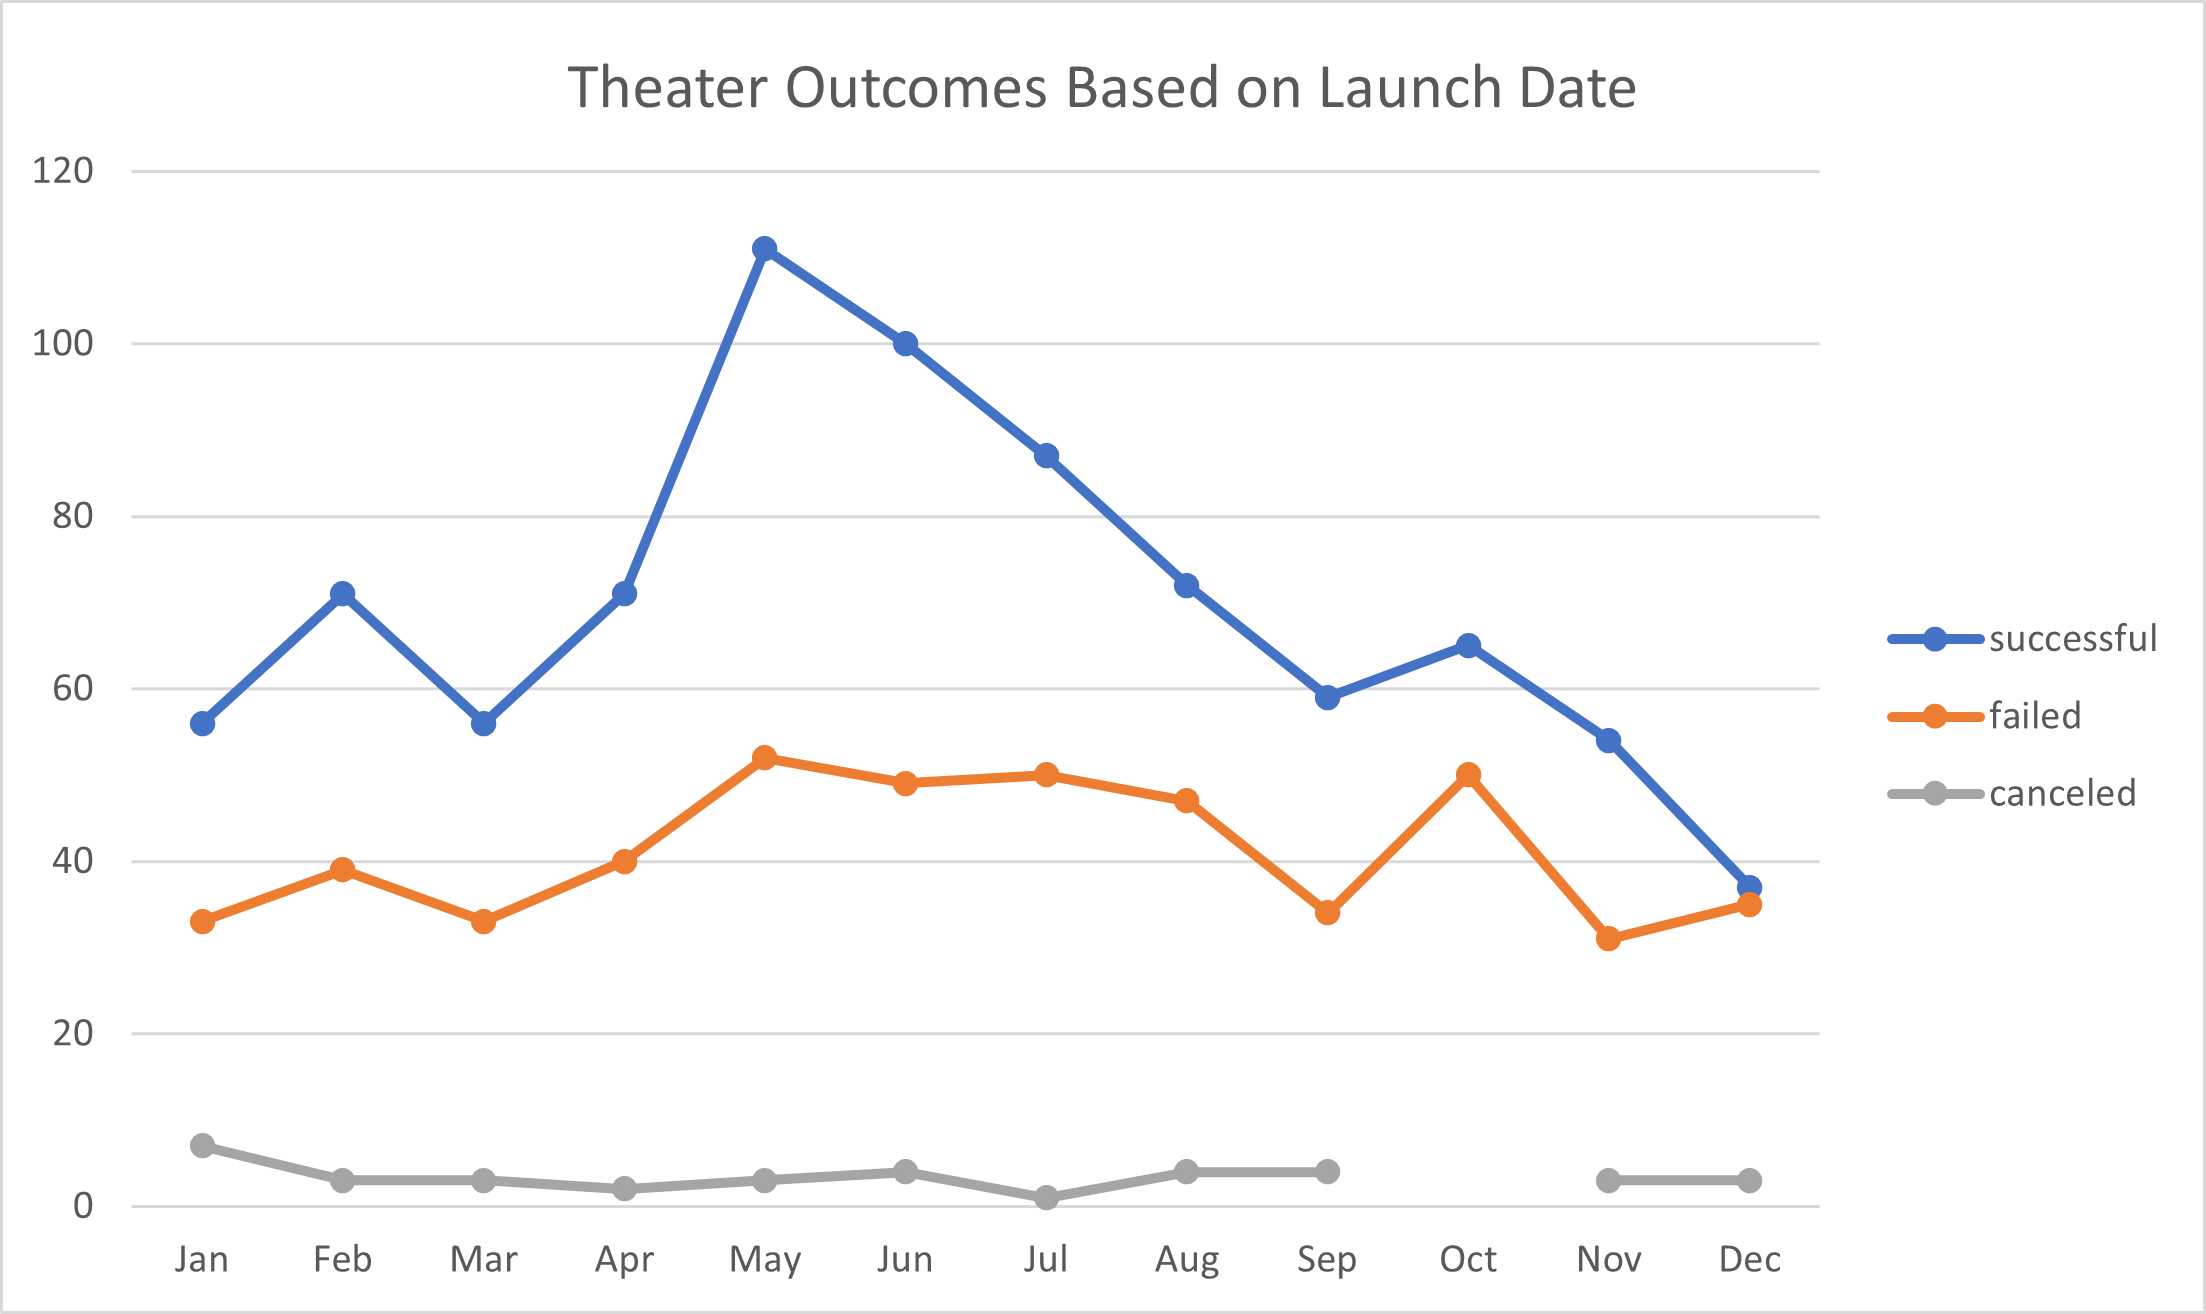 Theater Outcomes Based on Launch Date
120
100
80
60
40
20
0
Jan Feb Mar Apr May Jun Jul Aug Sep Oct Nov Dec
successful
failed
canceled